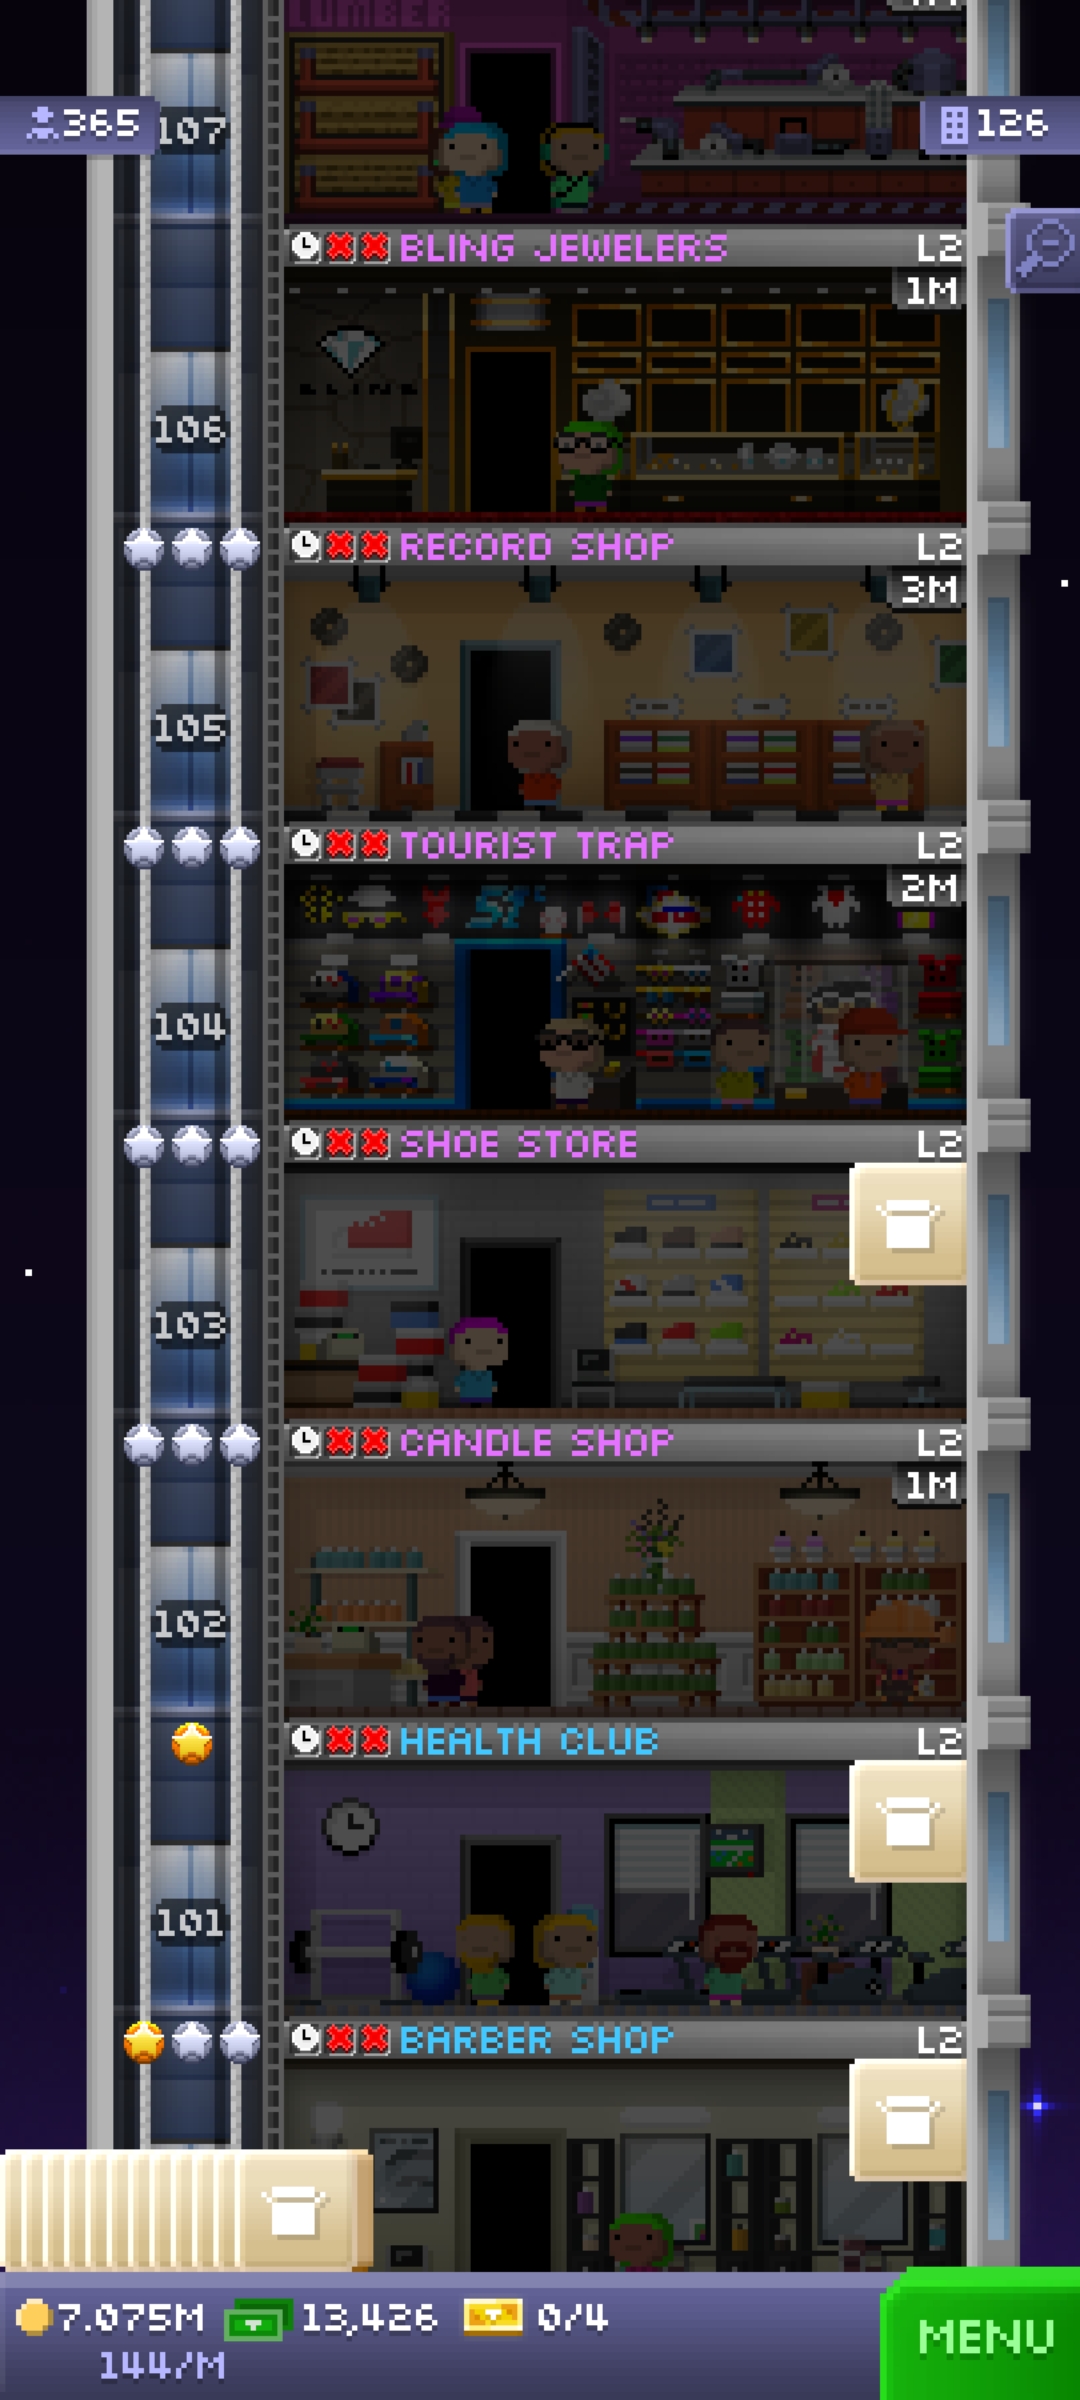 LUMBER
365
107
126
BLING JEWELERS L2
1M
BLING
106
RECORD SHOP L2
3M
105
TOURIST TRAP L2
2M
104
SHOE STORE L2
103
CANDLE SHOP L2
1M
102
HEALTH CLUB L2
101
BARBER SHOP L2
7.075M 13,426 0/4
144/M
MENU